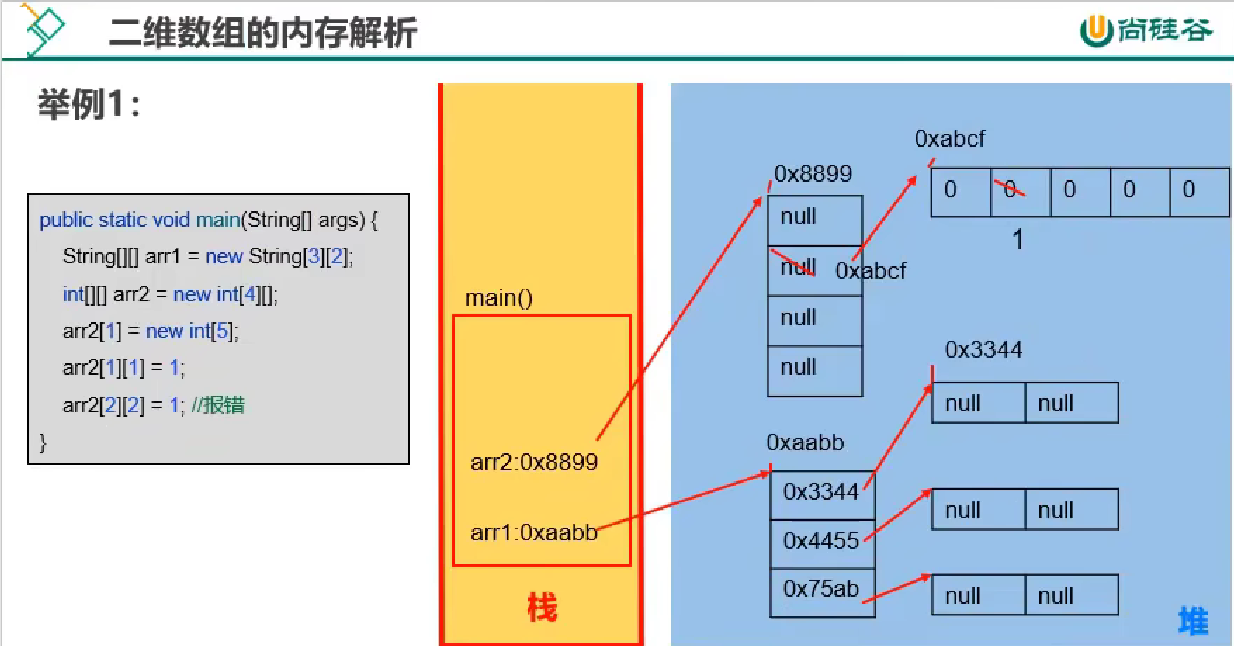 二维数组的内存解析
尚硅谷
举例1：
public static void main(String[] args) {
String[][] arr1 = new String[3][2];
int[][] arr2 = new int[4][];
arr2[1] = new int[5];
arr2[1][1] = 1;
arr2[2][2] = 1; //报错
}
main()
arr2:0x8899
arr1:0xaabb
栈
0x8899
null
null 0xabcf
null
null
0xabcf
0 0 0 0 0
1
0xaabb
0x3344
0x4455
0x75ab
0x3344
null null
null null
null null
堆